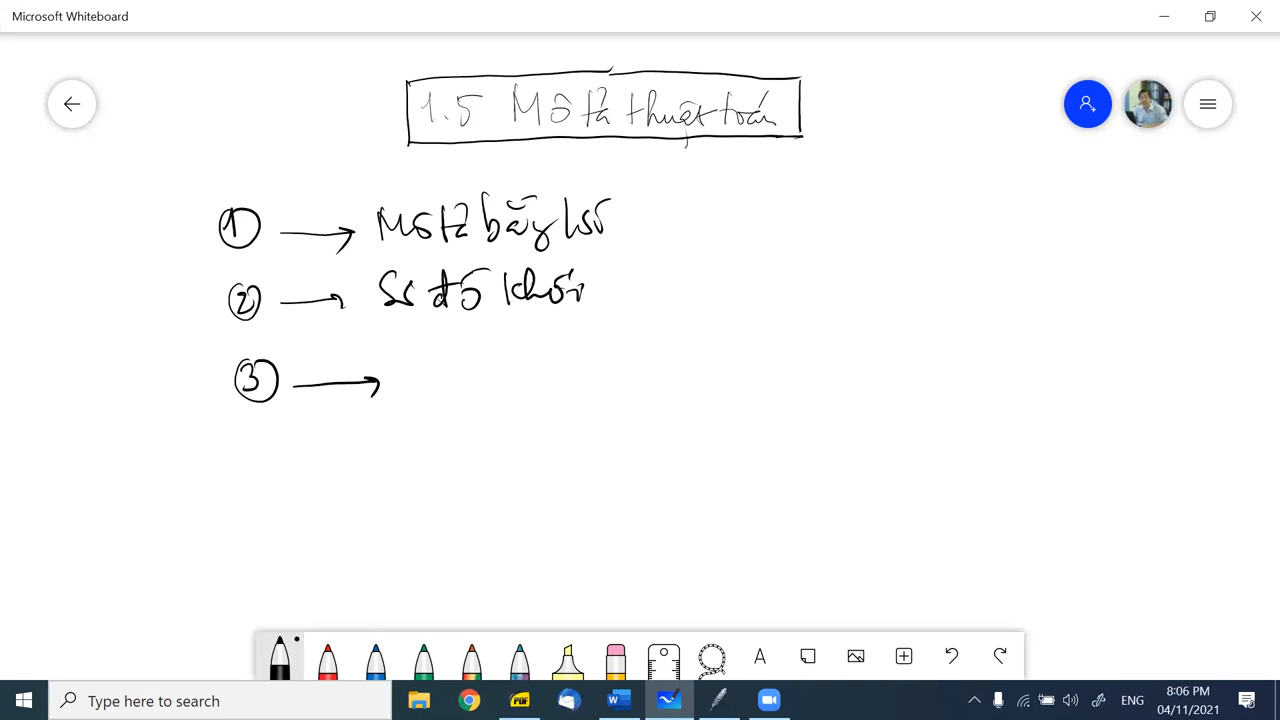 Microsoft Whiteboard
1.5 Mô tả thuật toán
1 → Mô tả bằng lời
2 → Sơ đồ khối
3 →
A
Type here to search
PDF
W
ENG
8:06 PM
04/11/2021